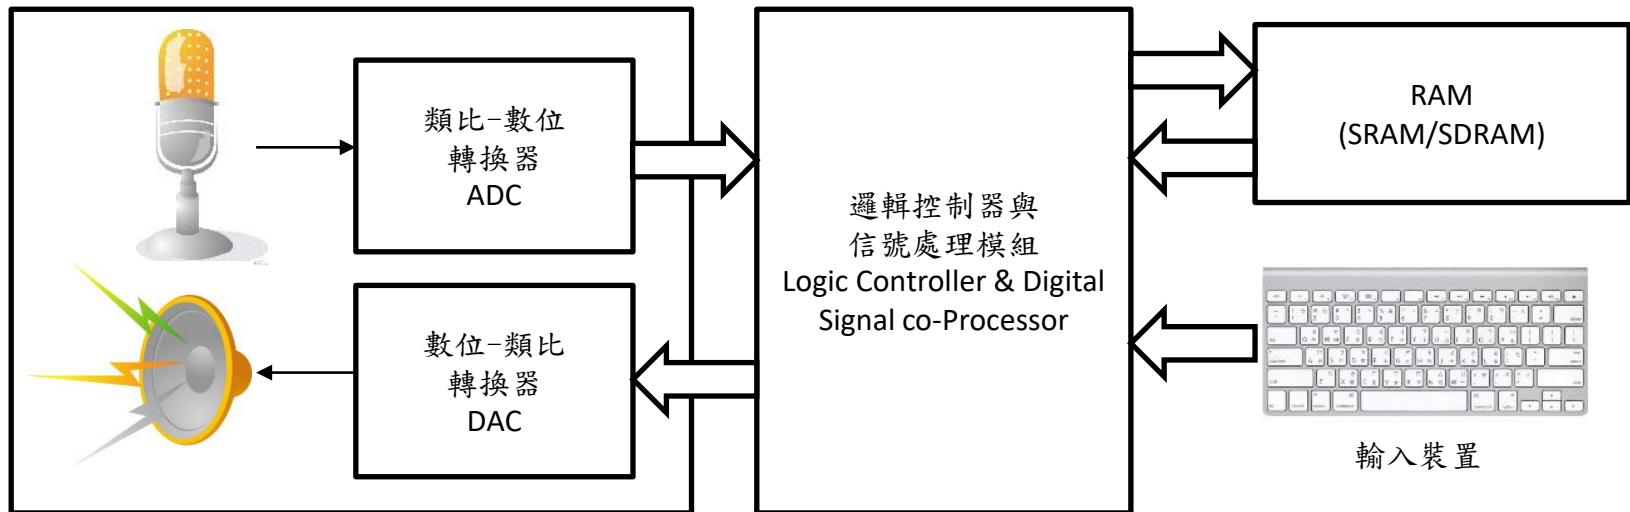 類比-數位
轉換器
ADC
數位-類比
轉換器
DAC
邏輯控制器與
信號處理模組
Logic Controller & Digital
Signal co-Processor
RAM
(SRAM/SDRAM)
輸入裝置